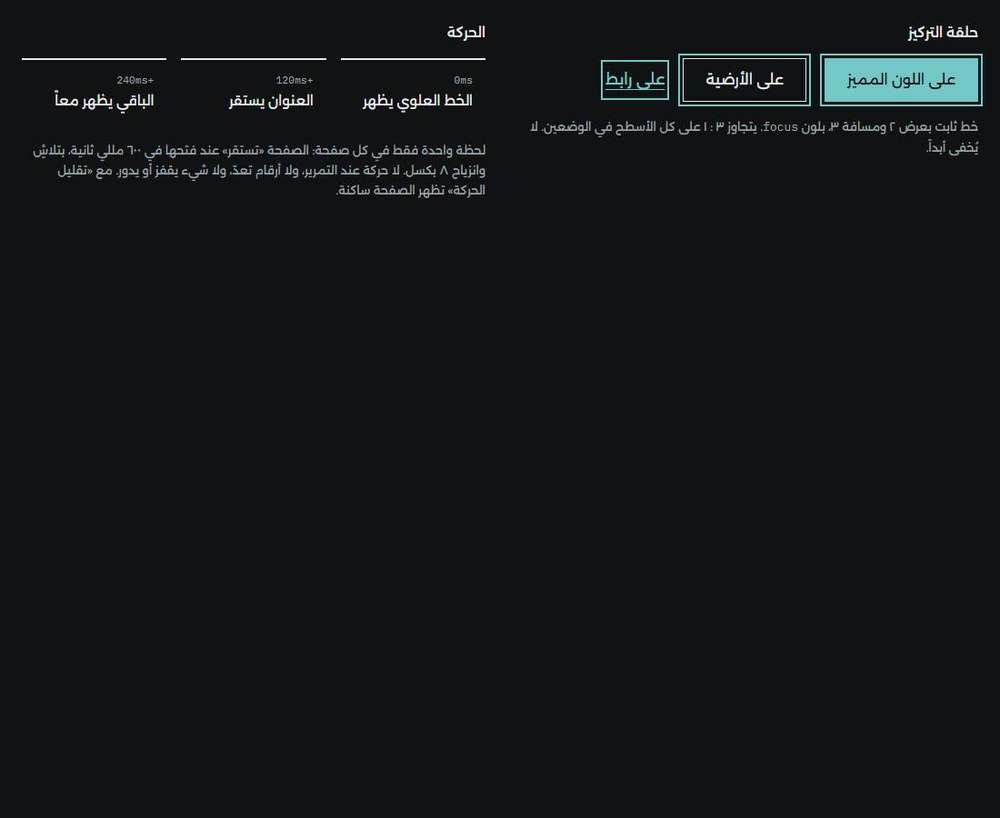 حلقة التركيز
على اللون المميز
على الأرضية
على رابط
خط ثابت بعرض ٢ ومسافة ٣، بلون focus. يتجاوز ٣ : ١ على كل الأسطح في الوضعين. لا
يُخفى أبداً.
الحركة
0ms
الخط العلوي يظهر
+120ms
العنوان يستقر
+240ms
الباقي يظهر معاً
لحظة واحدة فقط في كل صفحة: الصفحة «تستقر» عند فتحها في ٦٠٠ مللي ثانية، بتلاشٍ
وانزياح ٨ بكسل. لا حركة عند التمرير، ولا أرقام تعدّ، ولا شيء يقفز أو يدور. مع «تقليل
الحركة» تظهر الصفحة ساكنة.